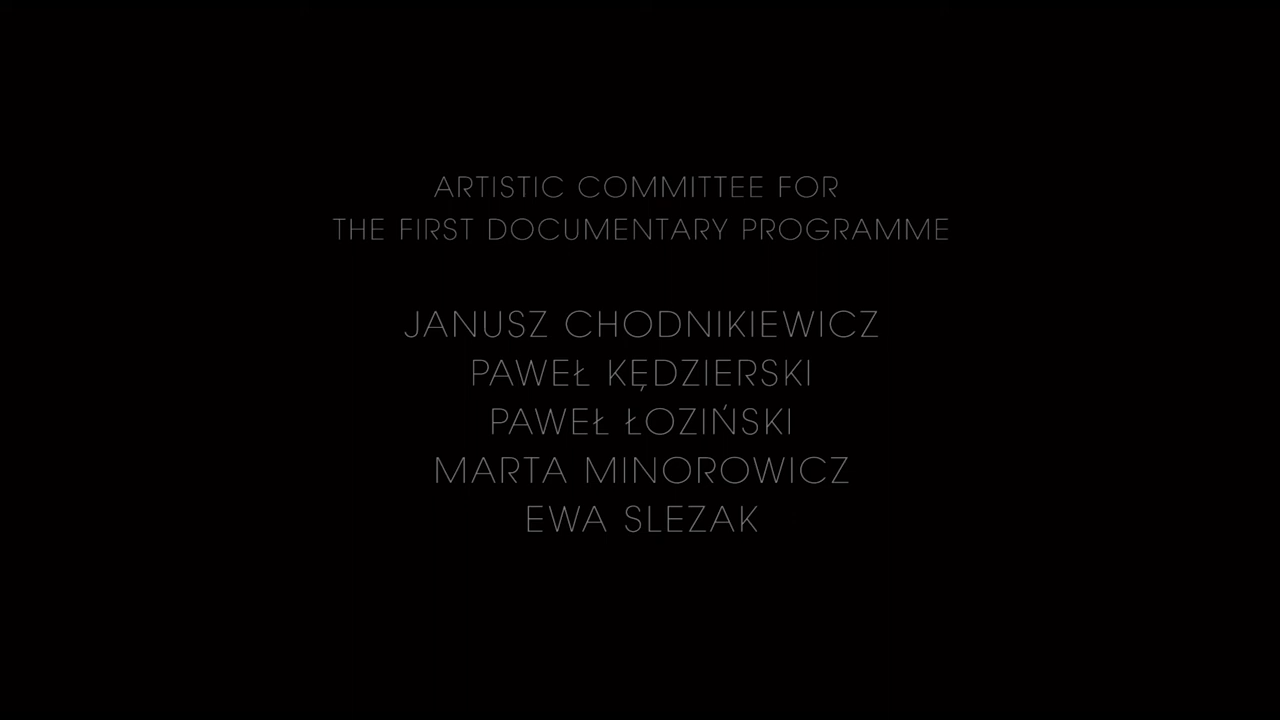 ARTISTIC COMMITTEE FOR
THE FIRST DOCUMENTARY PROGRAMME
JANUSZ CHODNIKIEWICZ
PAWEŁ KĘDZIERSKI
PAWEŁ ŁOZIŃSKI
MARTA MINOROWICZ
EWA SLEZAK